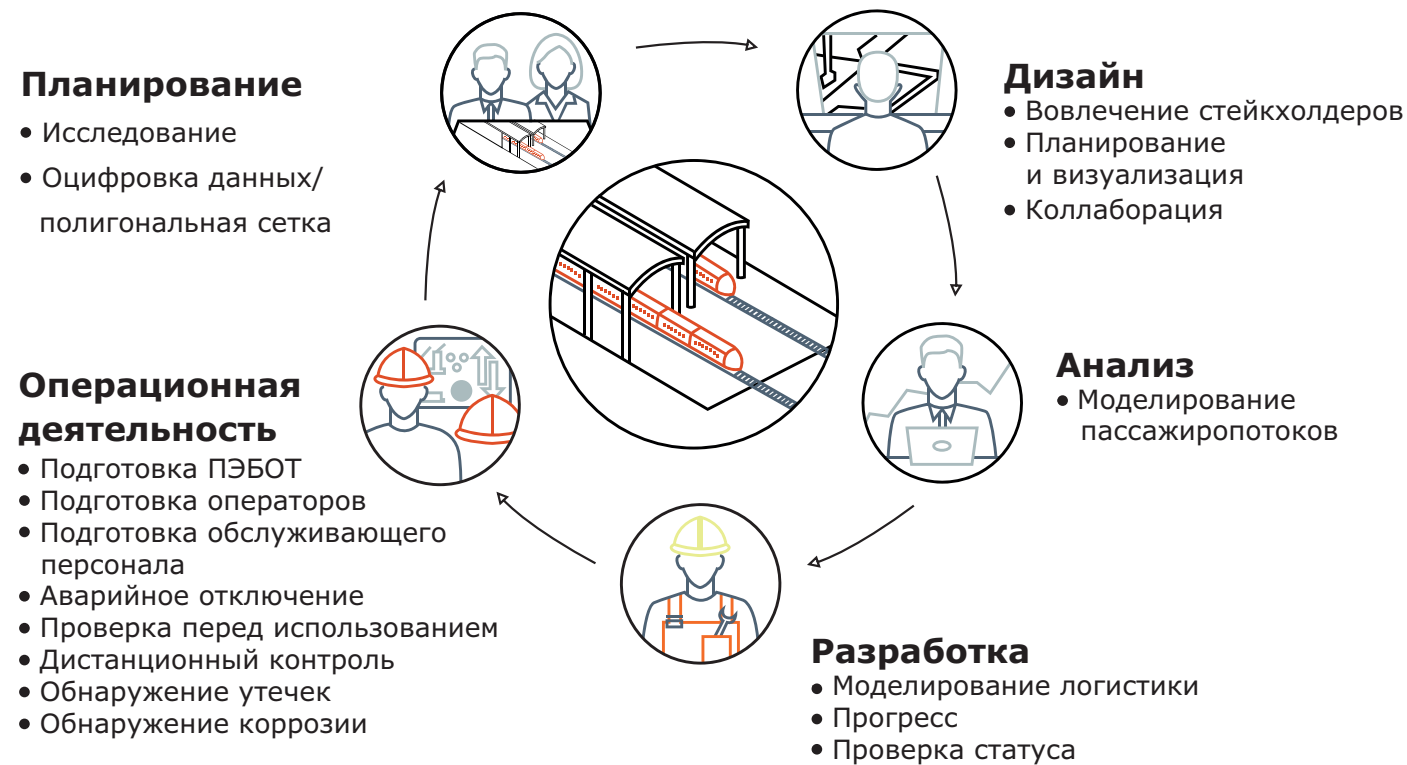 Планирование
• Исследование
• Оцифровка данных/
полигональная сетка
Дизайн
• Вовлечение стейкхолдеров
• Планирование
и визуализация
• Коллаборация
Анализ
• Моделирование
пассажиропотоков
Разработка
• Моделирование логистики
• Прогресс
• Проверка статуса
Операционная
деятельность
• Подготовка ПЭБОТ
• Подготовка операторов
• Подготовка обслуживающего
персонала
• Аварийное отключение
• Проверка перед использованием
• Дистанционный контроль
• Обнаружение утечек
• Обнаружение коррозии